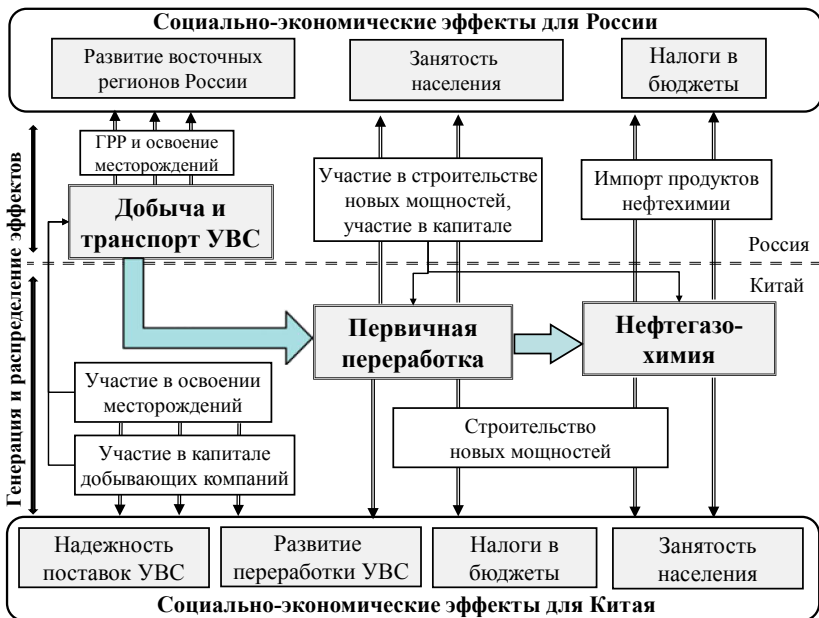 Социально-экономические эффекты для России
Развитие восточных
регионов России
Занятость
населения
Налоги в
бюджеты
Генерация и распределение эффектов
ГРР и освоение
месторождений
Участие в строительстве
новых мощностей,
участие в капитале
Импорт продуктов
нефтехимии
Добыча и
транспорт УВС
Россия
Китай
Первичная
переработка
Нефтегазо-
химия
Участие в освоении
месторождений
Участие в капитале
добывающих компаний
Строительство
новых мощностей
Надежность
поставок УВС
Развитие
переработки УВС
Налоги в
бюджеты
Занятость
населения
Социально-экономические эффекты для Китая